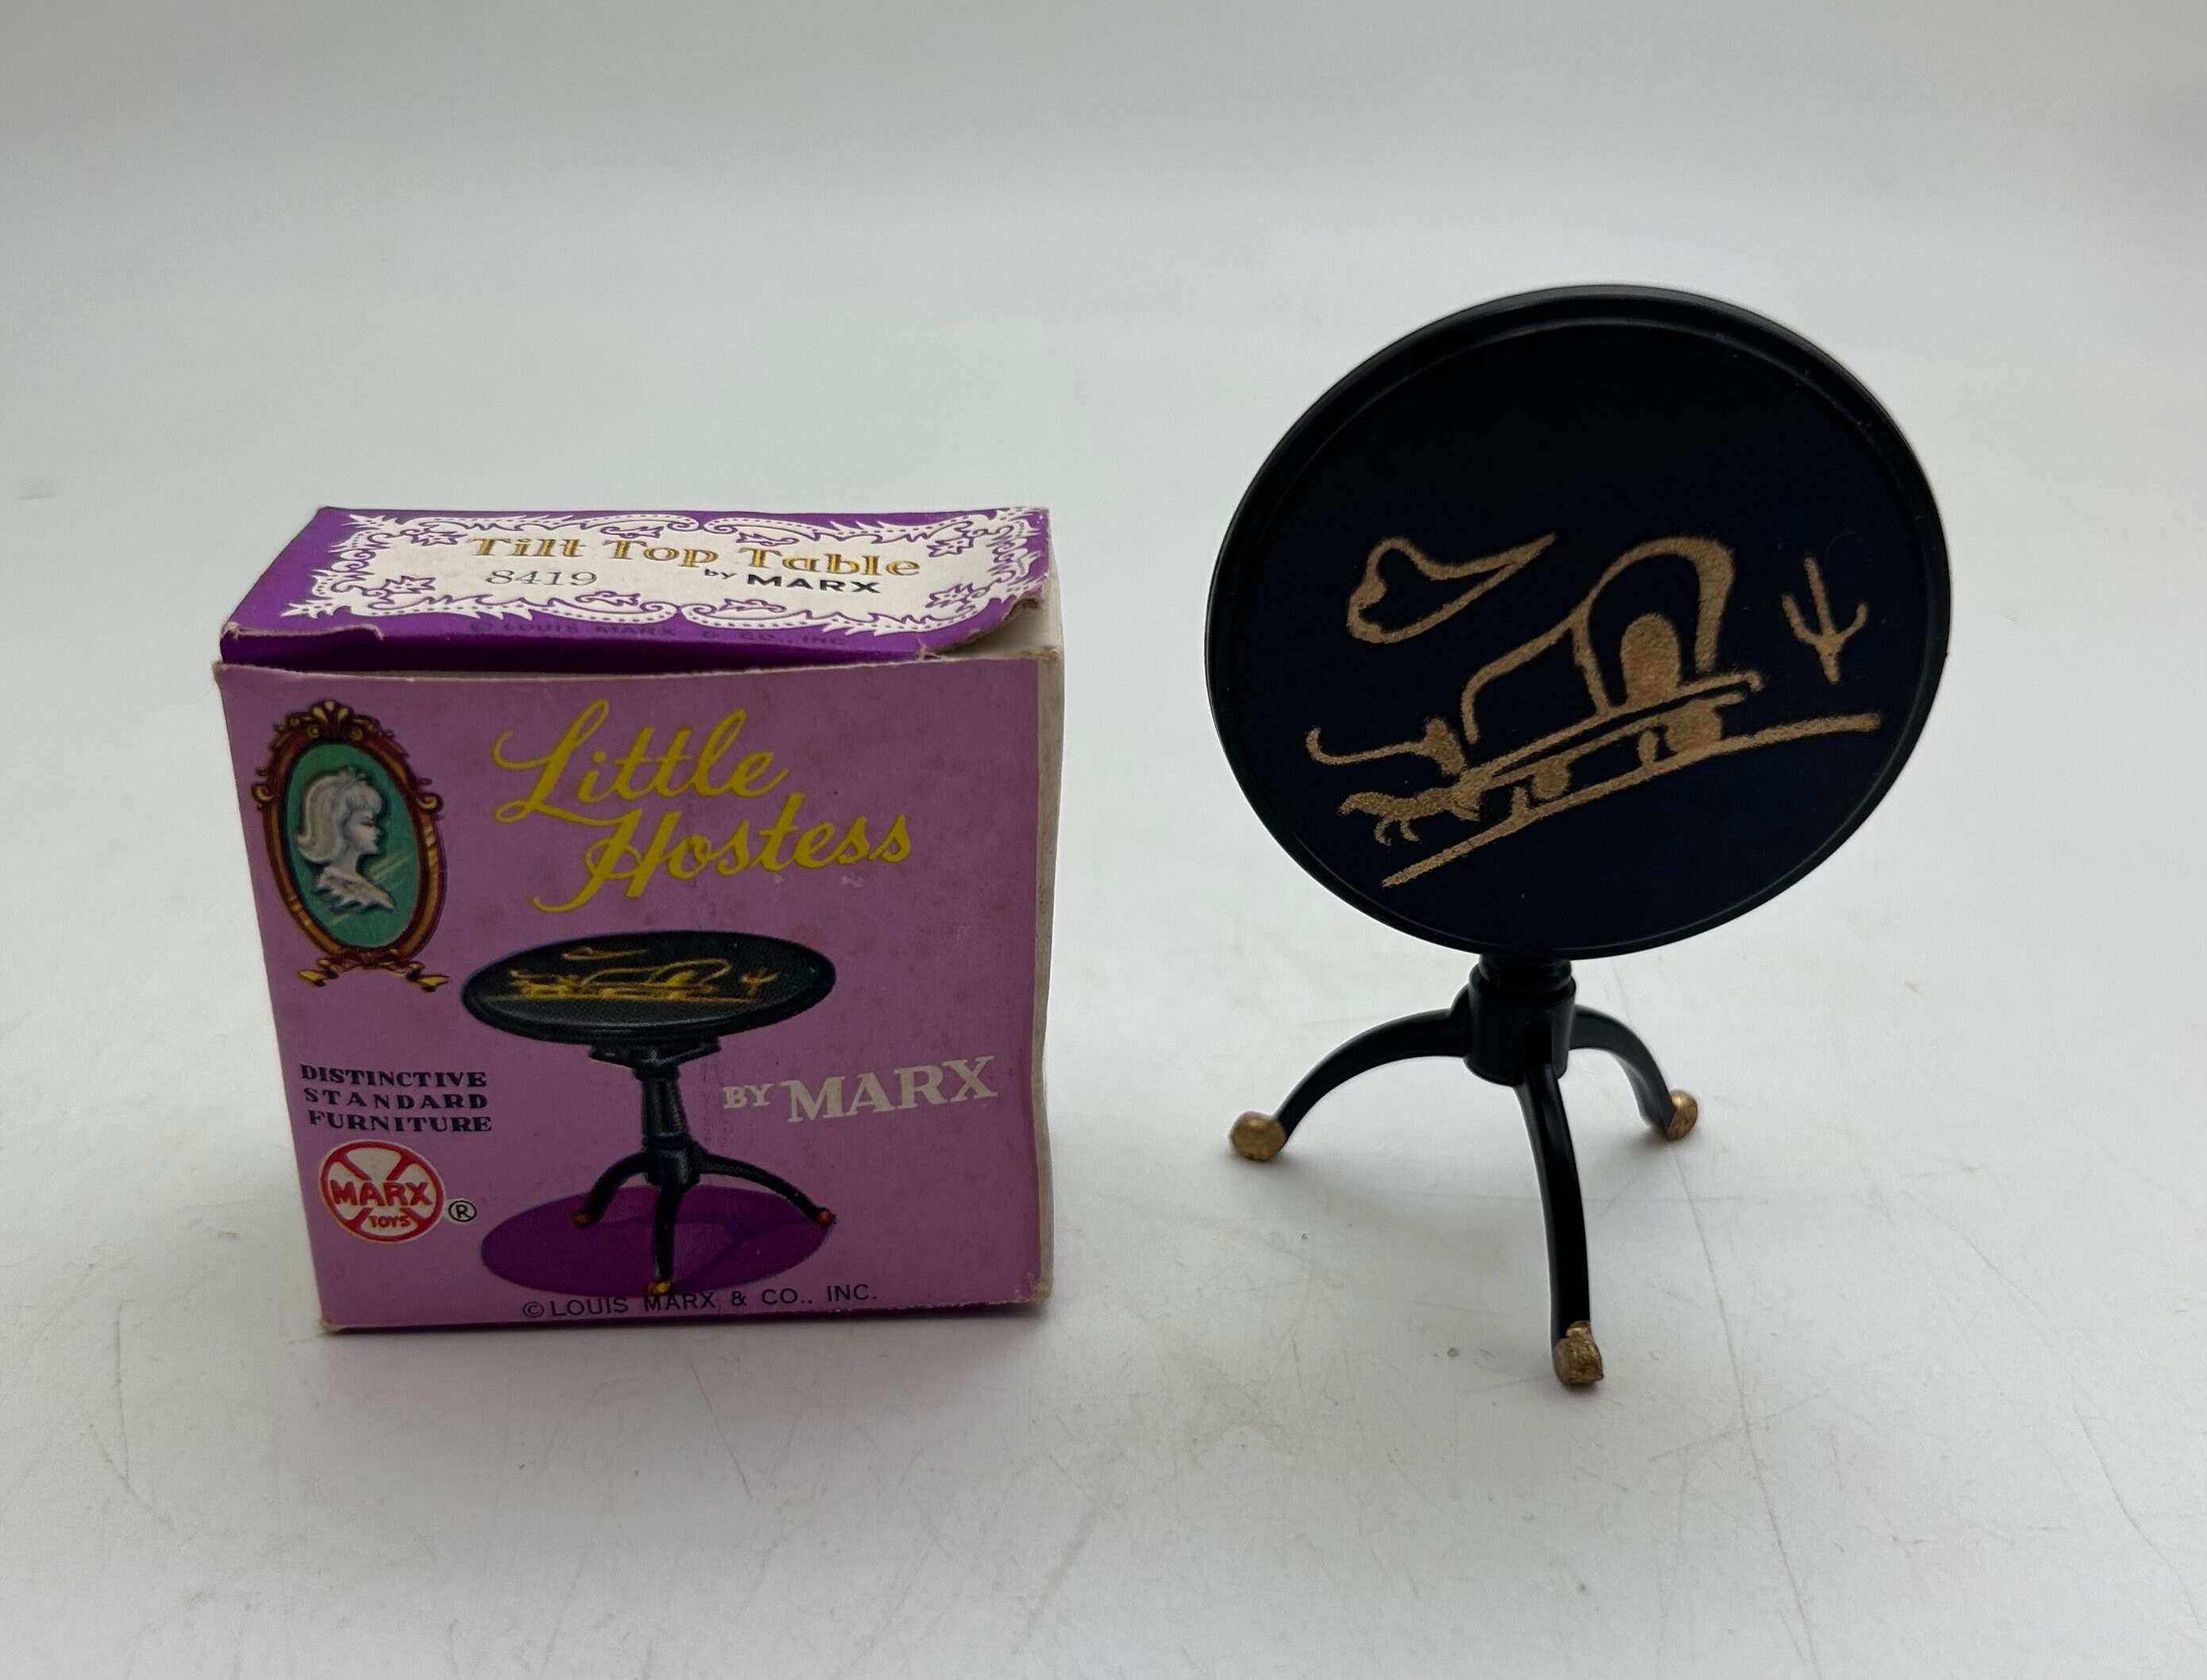 Tilt Top Table
8419 by MARX
© LOUIS MARX & CO., INC.
Little
Hostess
DISTINCTIVE
STANDARD
FURNITURE
BY MARX
MARX
TOYS
®
© LOUIS MARX & CO., INC.